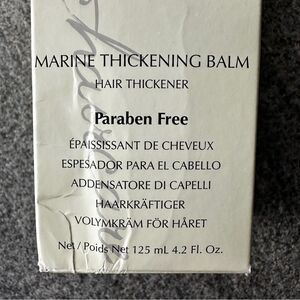 MARINE THICKENING BALM
HAIR THICKENER
Paraben Free
ÉPAISSISSANT DE CHEVEUX
ESPESADOR PARA EL CABELLO
ADDENSATORE DI CAPELLI
HAARKRÄFTIGER
VOLYMKRÄM FÖR HÅRET
Net / Poids Net 125 mL 4.2 Fl. Oz.